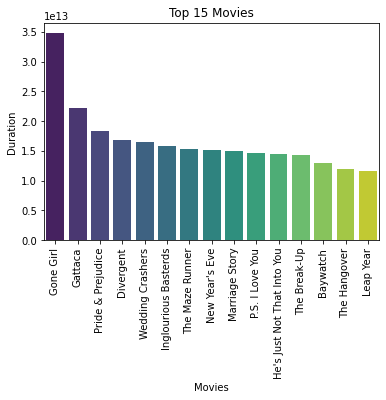 Top 15 Movies
1e13
3.5
3.0
2.5
2.0
1.5
1.0
0.5
0.0
Duration
Gone Girl
Gattaca
Pride & Prejudice
Divergent
Wedding Crashers
Inglourious Basterds
The Maze Runner
New Year's Eve
Marriage Story
P.S. I Love You
He's Just Not That Into You
The Break-Up
Baywatch
The Hangover
Leap Year
Movies